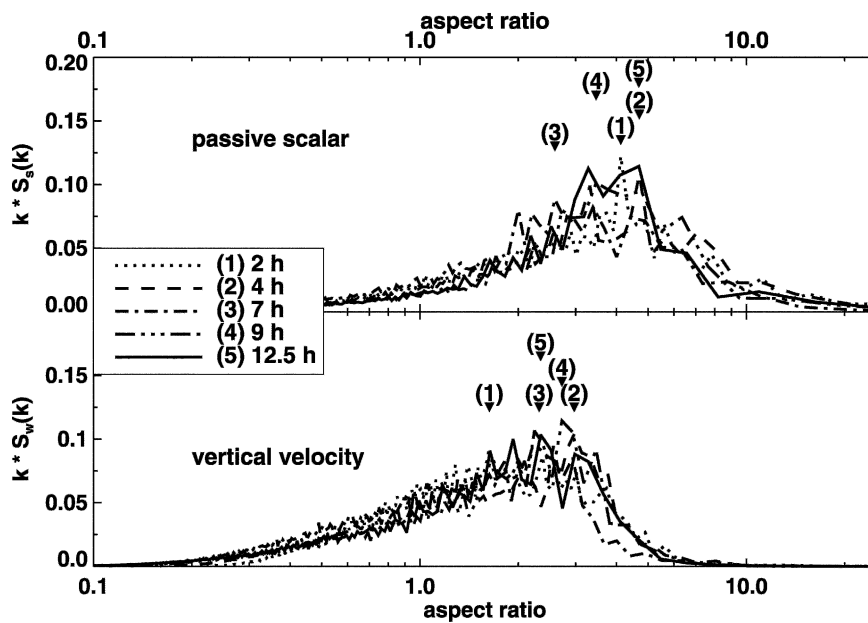 aspect ratio
0.1 1.0 10.0
0.20
(5)
(4)
(2)
0.15
(3) (1)
passive scalar
k * Sₛ(k)
0.10
0.05
0.00
(1) 2 h
(2) 4 h
(3) 7 h
(4) 9 h
(5) 12.5 h
(5)
0.15
(4)
(1) (3) (2)
k * S_w(k)
0.1
vertical velocity
0.05
0.0
0.1 1.0 10.0
aspect ratio